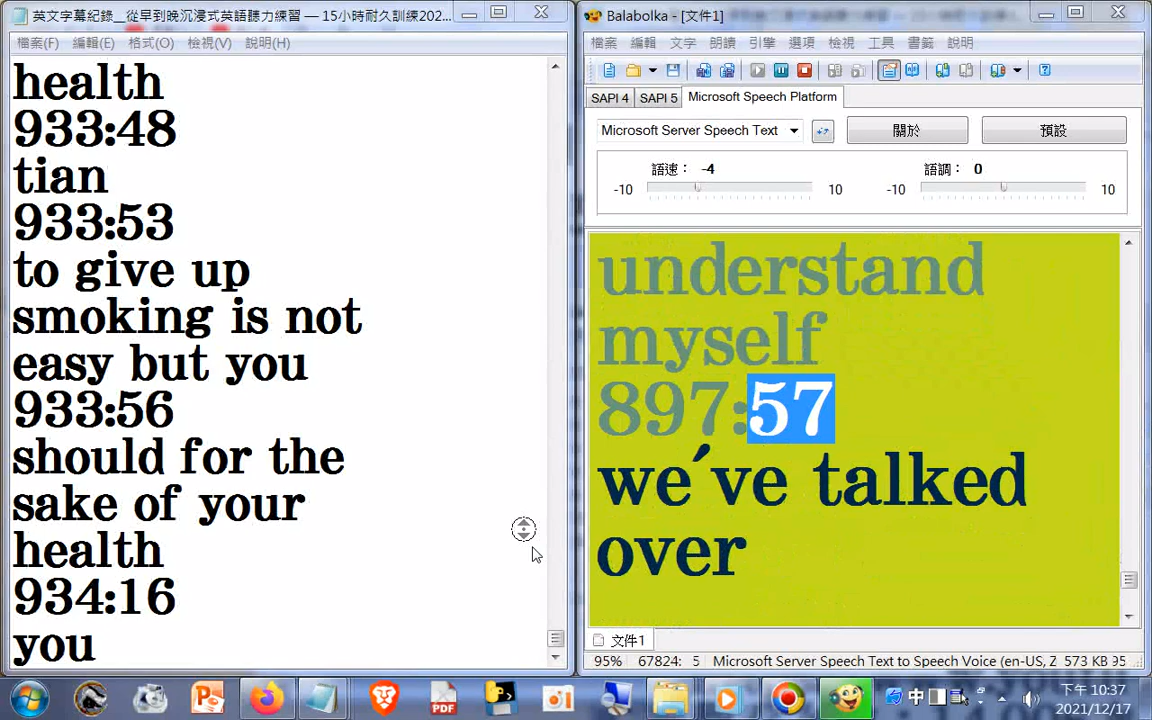 英文字幕紀錄__從早到晚沉浸式英語聽力練習 — 15小時耐久訓練202...
檔案(F) 編輯(E) 格式(O) 檢視(V) 說明(H)
health
933:48
tian
933:53
to give up
smoking is not
easy but you
933:56
should for the
sake of your
health
934:16
you
Balabolka - [文件1]
檔案 編輯 文字 朗讀 引擎 選項 檢視 工具 書籤 說明
SAPI 4 SAPI 5 Microsoft Speech Platform
Microsoft Server Speech Text 關於 預設
語速： -4 語調： 0
-10 10 -10 10
understand
myself
897:57
we´ve talked
over
文件1
95% 67824: 5 Microsoft Server Speech Text to Speech Voice (en-US, Z 573 KB 95
PDF 中 下午 10:37
2021/12/17